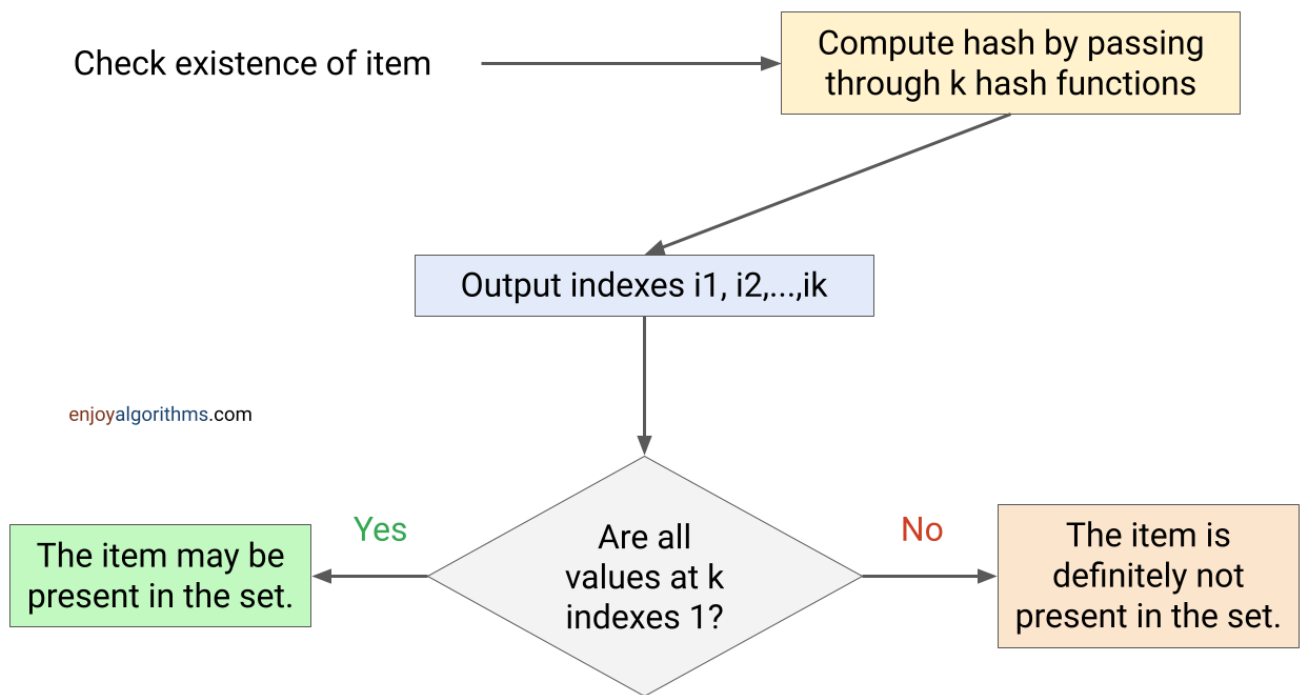 Check existence of item
Compute hash by passing
through k hash functions
Output indexes i1, i2,...,ik
enjoyalgorithms.com
Yes
No
The item may be
present in the set.
Are all
values at k
indexes 1?
The item is
definitely not
present in the set.